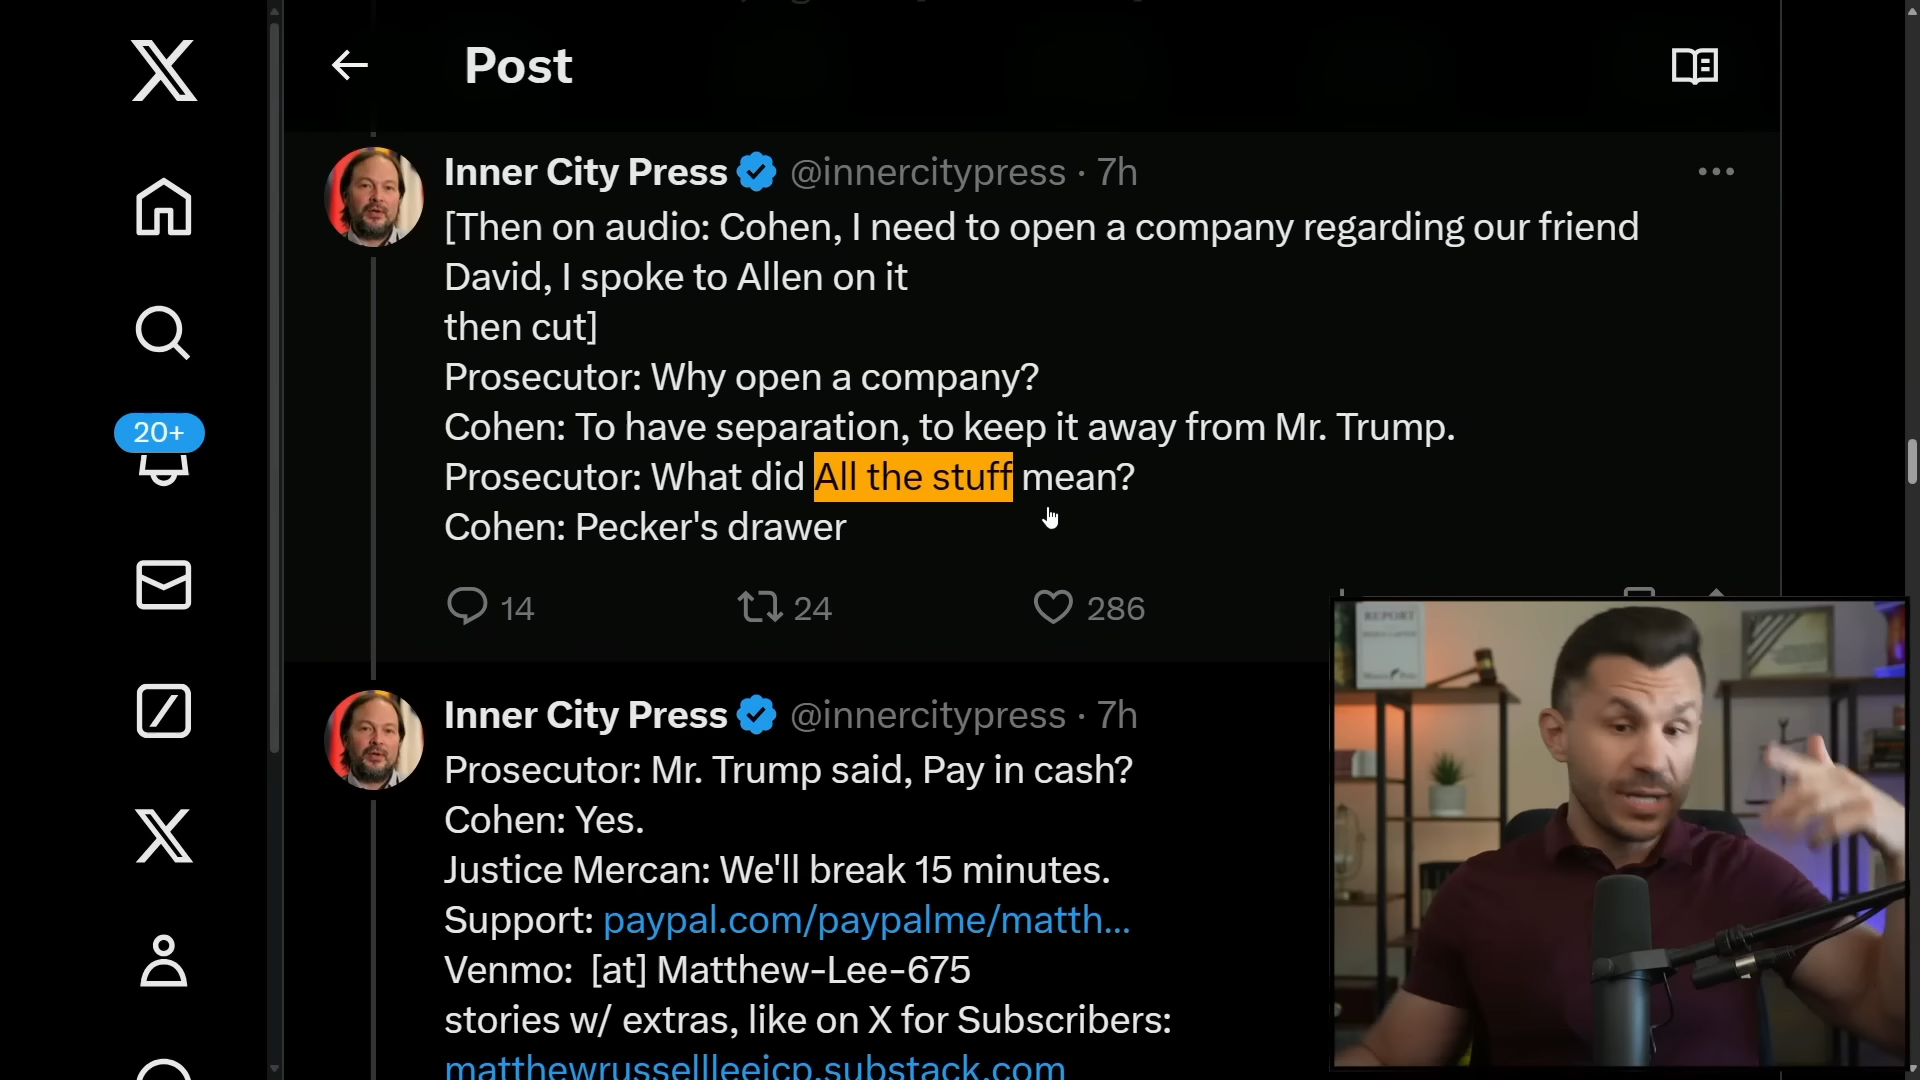 Post
Inner City Press @innercitypress · 7h
[Then on audio: Cohen, I need to open a company regarding our friend
David, I spoke to Allen on it
then cut]
Prosecutor: Why open a company?
Cohen: To have separation, to keep it away from Mr. Trump.
Prosecutor: What did All the stuff mean?
Cohen: Pecker's drawer
20+
14 24 286
REPORT
Inner City Press @innercitypress · 7h
Prosecutor: Mr. Trump said, Pay in cash?
Cohen: Yes.
Justice Mercan: We'll break 15 minutes.
Support: paypal.com/paypalme/matth...
Venmo: [at] Matthew-Lee-675
stories w/ extras, like on X for Subscribers:
matthewrussellleeicp.substack.com